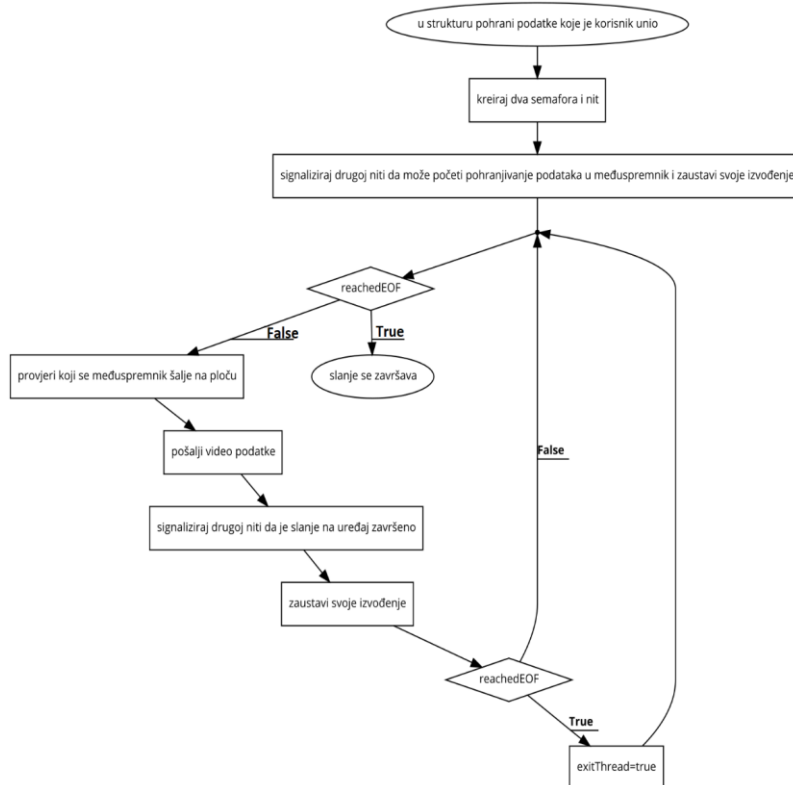 u strukturu pohrani podatke koje je korisnik unio
kreiraj dva semafora i nit
signaliziraj drugoj niti da može početi pohranjivanje podataka u međuspremnik i zaustavi svoje izvođenje
reachedEOF
False
True
provjeri koji se međuspremnik šalje na ploču
slanje se završava
pošalji video podatke
False
signaliziraj drugoj niti da je slanje na uređaj završeno
zaustavi svoje izvođenje
reachedEOF
True
exitThread=true